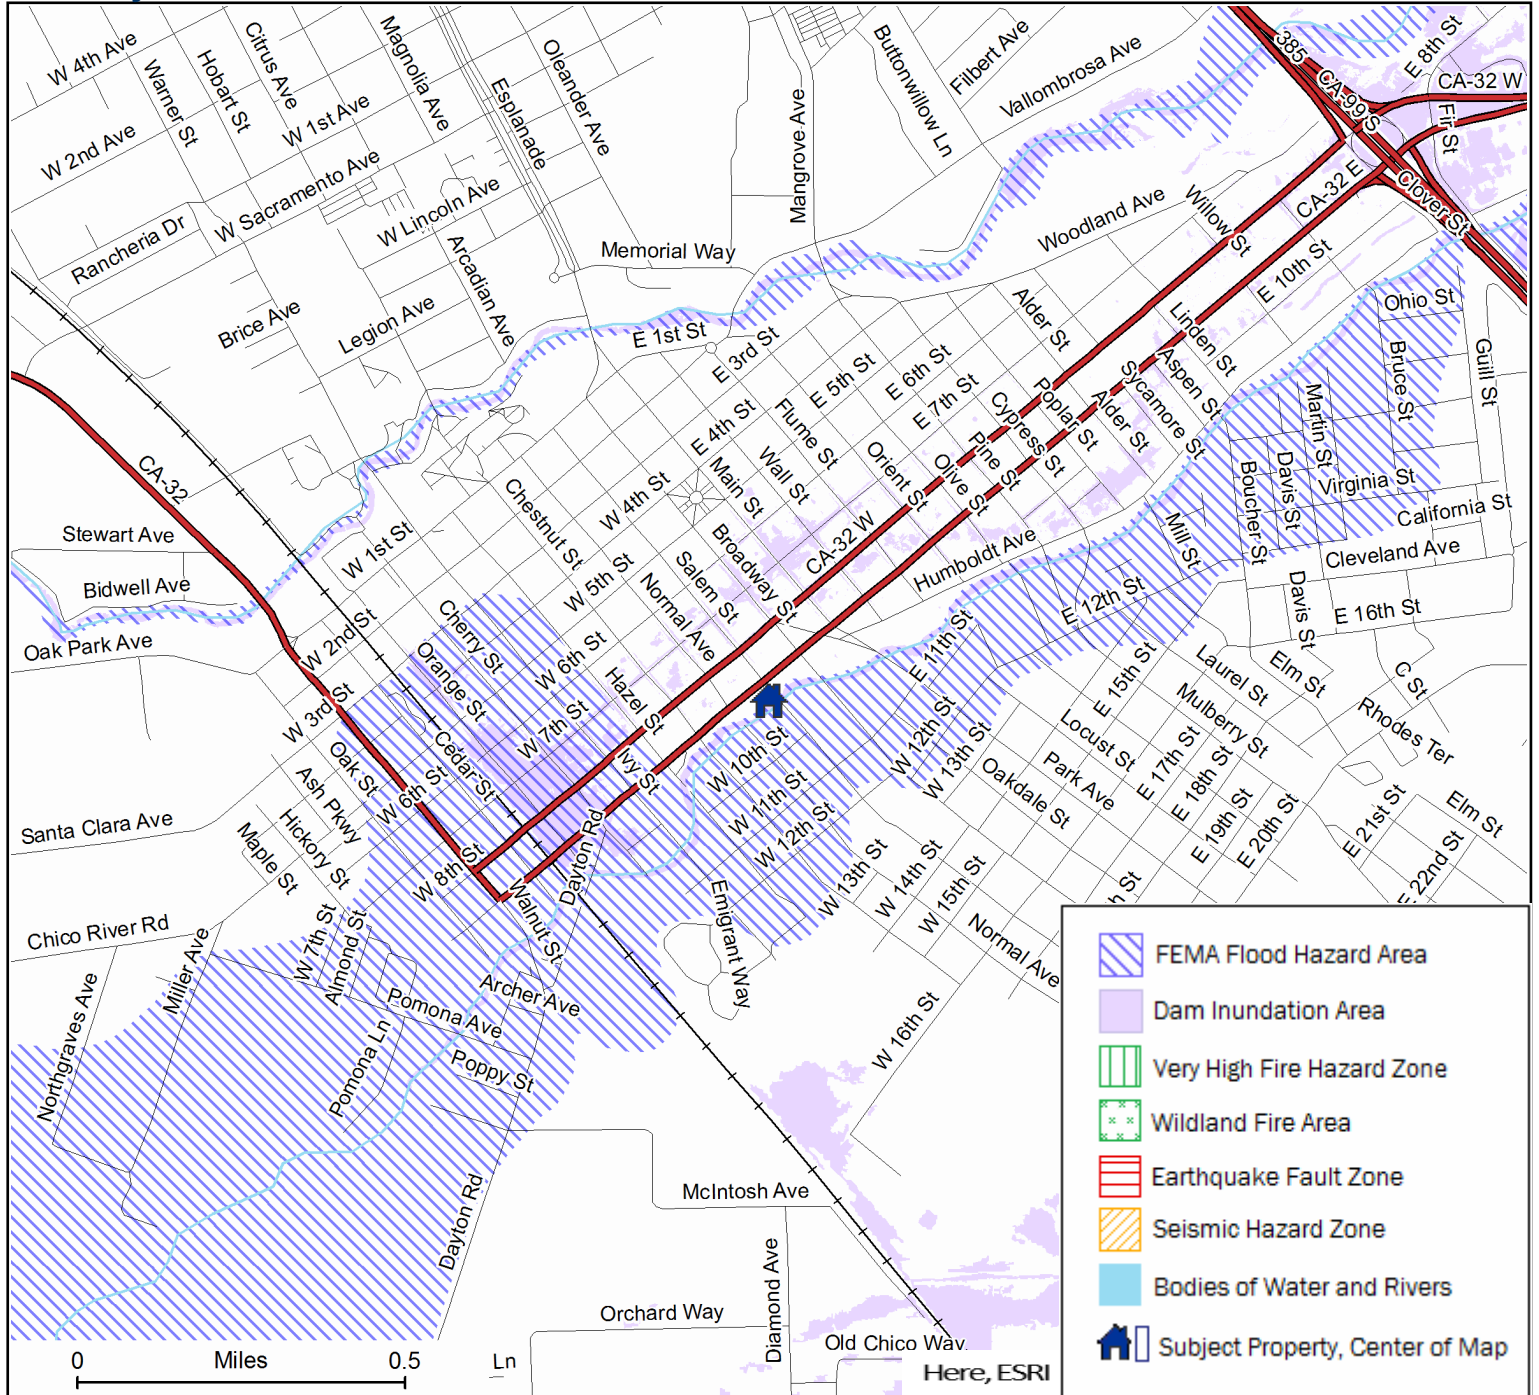 W 4th Ave
Warner St
Hobart St
Citrus Ave
Magnolia Ave
Esplanade
Oleander Ave
Mangrove Ave
Buttonwillow Ln
Filbert Ave
Vallombrosa Ave
385
CA-99 S
E 8th St
CA-32 W
Fir St
Clover St
CA-32 E
W 2nd Ave
W 1st Ave
W Sacramento Ave
W Lincoln Ave
Rancheria Dr
Arcadian Ave
Memorial Way
Woodland Ave
Willow St
E 10th St
Brice Ave
Legion Ave
E 1st St
E 3rd St
Alder St
Linden St
Ohio St
Bruce St
Guill St
E 5th St
E 6th St
E 7th St
Aspen St
Sycamore St
Alder St
Poplar St
Cypress St
Pine St
Olive St
Orient St
Flume St
Wall St
E 4th St
Main St
W 4th St
Martin St
Davis St
Boucher St
Virginia St
California St
Cleveland Ave
CA-32
Stewart Ave
Bidwell Ave
Oak Park Ave
W 1st St
Chestnut St
Broadway St
CA-32 W
Humboldt Ave
Mill St
W 5th St
Salem St
Normal Ave
E 12th St
Davis St
E 16th St
W 2nd St
Cherry St
Orange St
W 6th St
E 11th St
Laurel St
Elm St
C St
E 15th St
Mulberry St
Rhodes Ter
W 3rd St
Hazel St
W 7th St
Cedar St
Ivy St
W 10th St
W 12th St
W 13th St
Locust St
Park Ave
Oakdale St
E 17th St
E 18th St
E 19th St
E 20th St
E 21st St
E 22nd St
Elm St
Oak St
Ash Pkwy
W 6th St
Hickory St
Maple St
Santa Clara Ave
W 8th St
Dayton Rd
W 11th St
W 12th St
W 13th St
W 14th St
W 15th St
h St
Normal Ave
Walnut St
Emigrant Way
Chico River Rd
W 7th St
Almond St
Miller Ave
Northgraves Ave
Archer Ave
Pomona Ave
Pomona Ln
Poppy St
W 16th St
McIntosh Ave
Dayton Rd
Diamond Ave
Orchard Way
Old Chico Way
Ln
0 Miles 0.5
Here, ESRI
FEMA Flood Hazard Area
Dam Inundation Area
Very High Fire Hazard Zone
Wildland Fire Area
Earthquake Fault Zone
Seismic Hazard Zone
Bodies of Water and Rivers
Subject Property, Center of Map